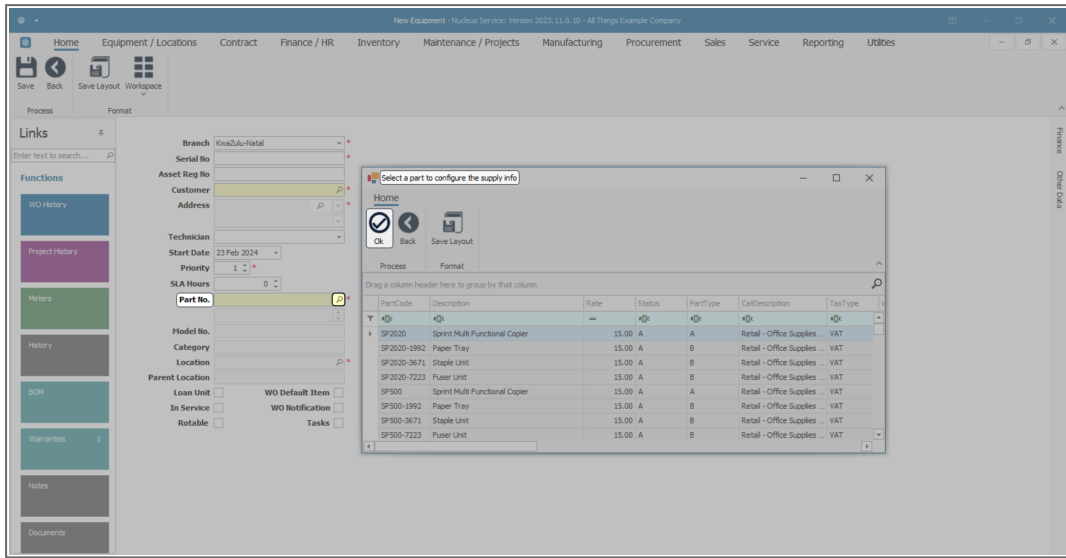 New Equipment - Nucleus Service: Version 2023.11.0.10 - All Things Example Company
Home Equipment / Locations Contract Finance / HR Inventory Maintenance / Projects Manufacturing Procurement Sales Service Reporting Utilities
Save Back Save Layout Workspace
Process Format
Links
Enter text to search...
Functions
WO History
Project History
Meters
History
BOM
Warranties 1
Notes
Documents
Branch KwaZulu-Natal *
Serial No *
Asset Reg No
Customer *
Address *
Technician
Start Date 23 Feb 2024
Priority 1 *
SLA Hours 0
Part No. *
Model No.
Category
Location *
Parent Location
Loan Unit WO Default Item
In Service WO Notification
Rotable Tasks
Select a part to configure the supply info
Home
Ok Back Save Layout
Process Format
Drag a column header here to group by that column
PartCode Description Rate Status PartType CatDescription TaxType
=
SP2020 Sprint Multi Functional Copier 15.00 A A Retail - Office Supplies ... VAT
SP2020-1992 Paper Tray 15.00 A B Retail - Office Supplies ... VAT
SP2020-3671 Staple Unit 15.00 A B Retail - Office Supplies ... VAT
SP2020-7223 Fuser Unit 15.00 A B Retail - Office Supplies ... VAT
SP500 Sprint Multi Functional Copier 15.00 A A Retail - Office Supplies ... VAT
SP500-1992 Paper Tray 15.00 A B Retail - Office Supplies ... VAT
SP500-3671 Staple Unit 15.00 A B Retail - Office Supplies ... VAT
SP500-7223 Fuser Unit 15.00 A B Retail - Office Supplies ... VAT
Finance
Other Data